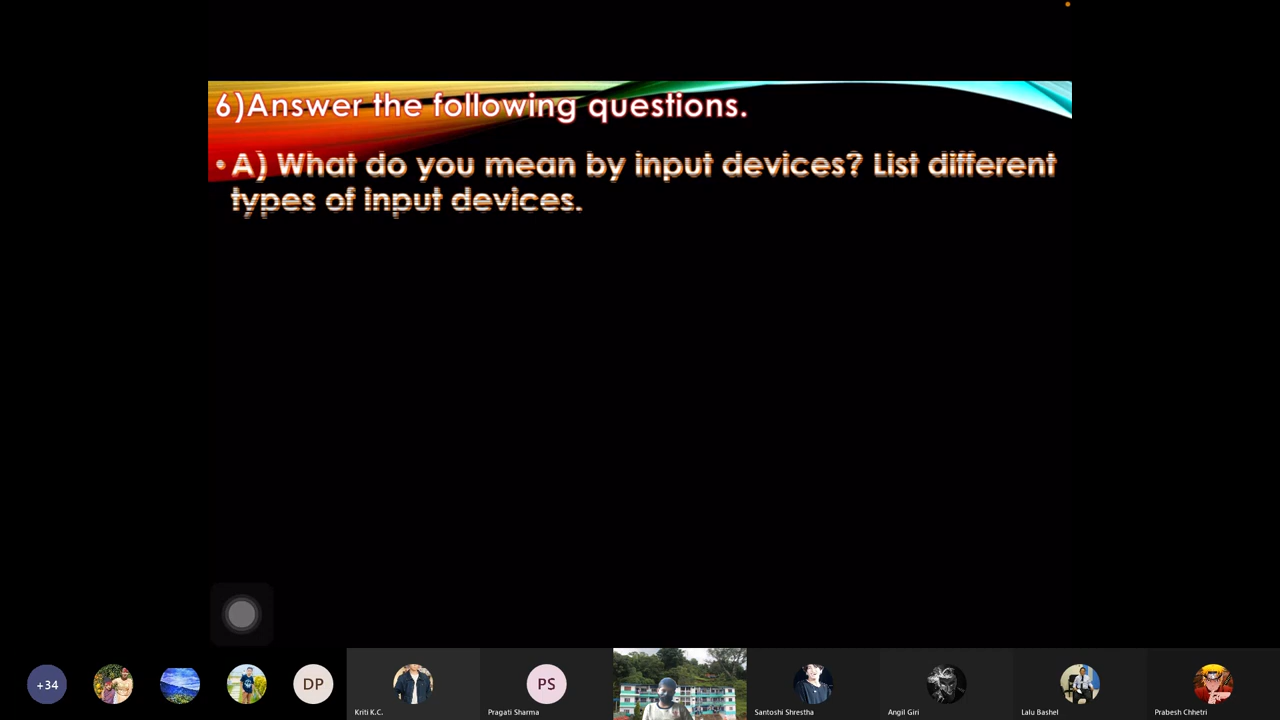 6)Answer the following questions.
• A) What do you mean by input devices? List different
types of input devices.
+34
DP
PS
Kriti K.C.
Pragati Sharma
Santoshi Shrestha
Angil Giri
Lalu Bashel
Prabesh Chhetri